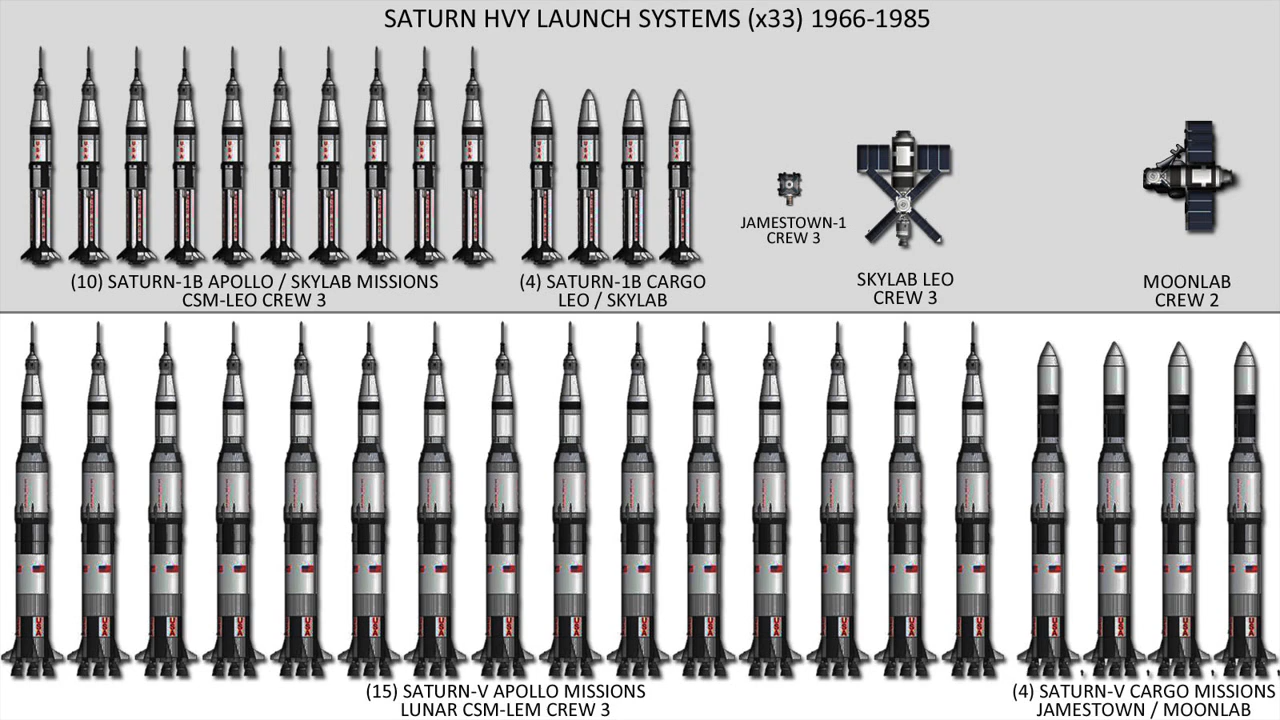 SATURN HVY LAUNCH SYSTEMS (x33) 1966-1985
(10) SATURN-1B APOLLO / SKYLAB MISSIONS
CSM-LEO CREW 3
(4) SATURN-1B CARGO
LEO / SKYLAB
JAMESTOWN-1
CREW 3
SKYLAB LEO
CREW 3
MOONLAB
CREW 2
(15) SATURN-V APOLLO MISSIONS
LUNAR CSM-LEM CREW 3
(4) SATURN-V CARGO MISSIONS
JAMESTOWN / MOONLAB
USA